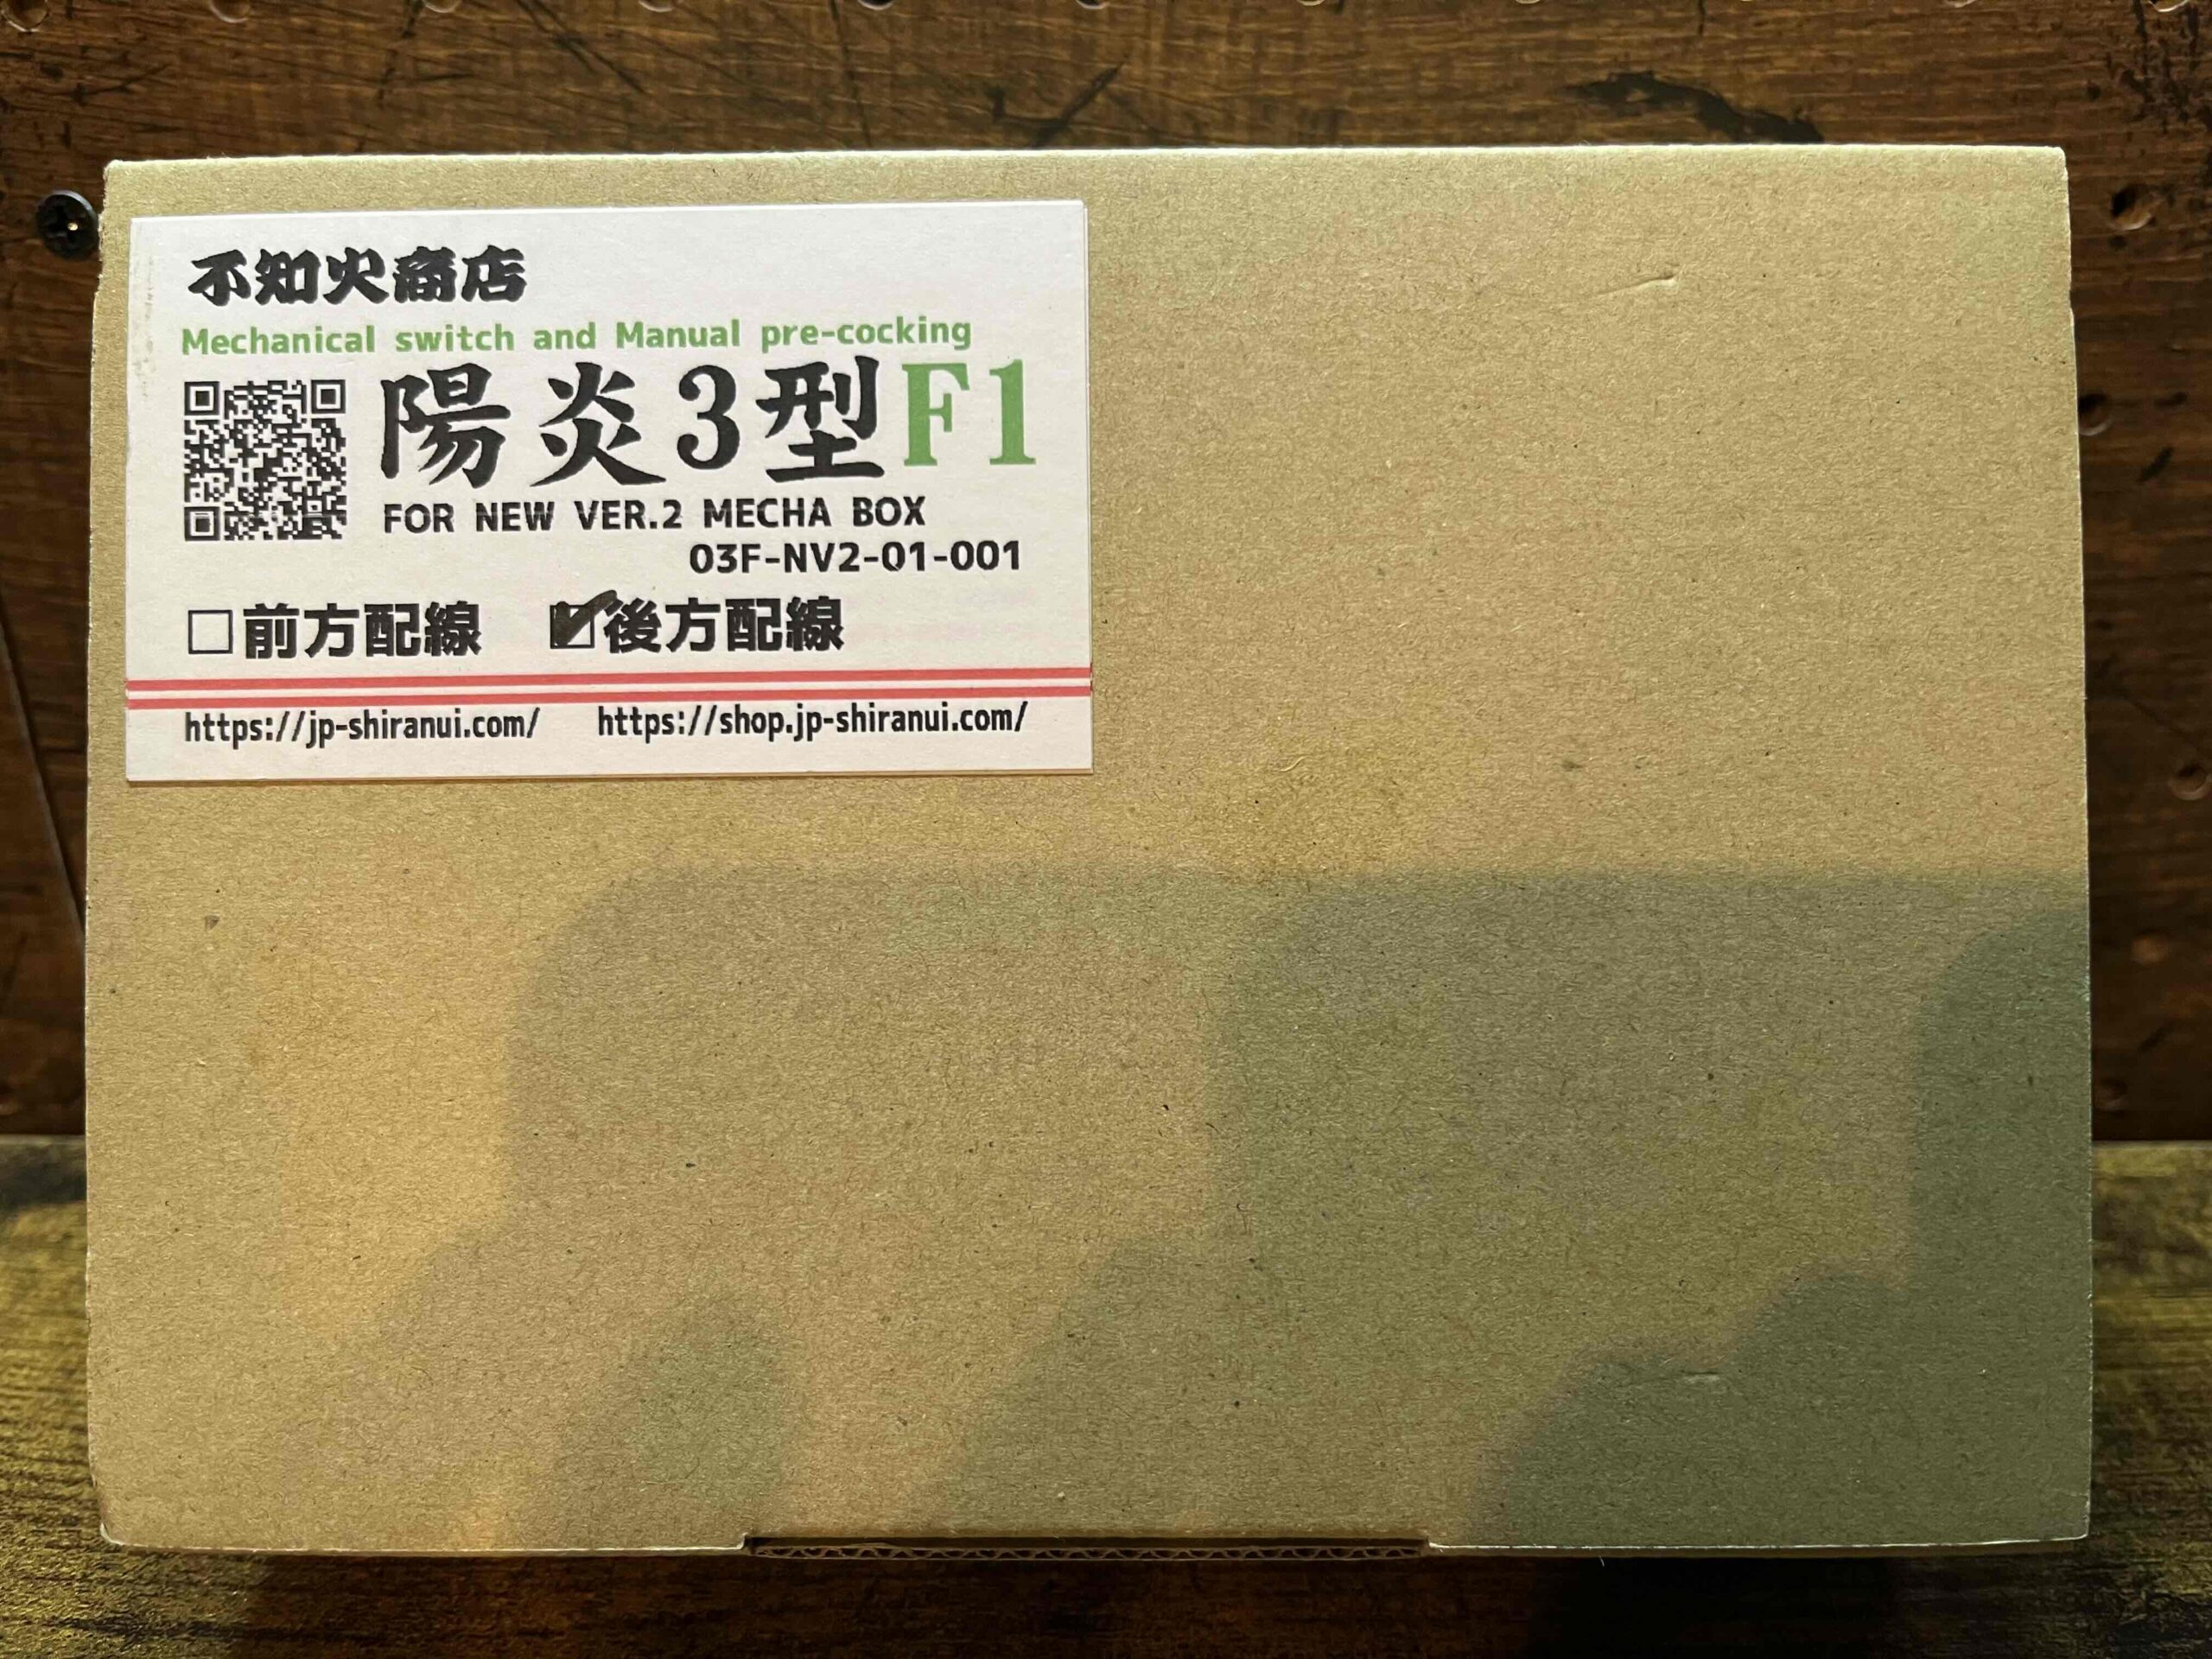 不知火商店
Mechanical switch and Manual pre-cocking
陽炎3型F1
FOR NEW VER.2 MECHA BOX
03F-NV2-01-001
☐前方配線 ☑後方配線
https://jp-shiranui.com/ https://shop.jp-shiranui.com/